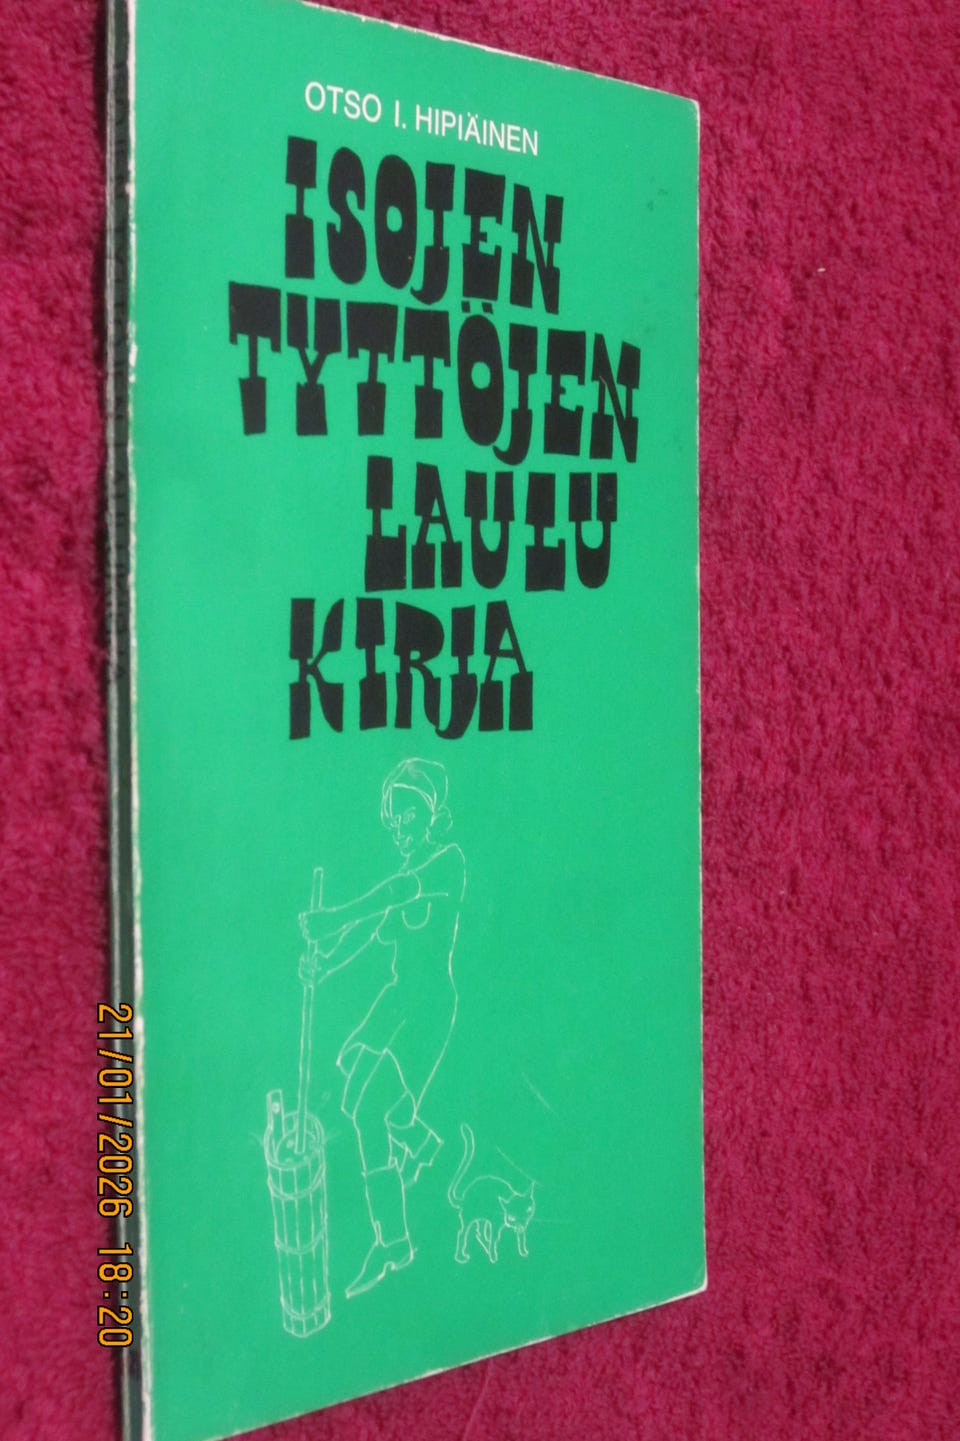 OTSO I. HIPIÄINEN
ISOJEN
TYTTÖJEN
LAULU
KIRJA
21/01/2026 18:20